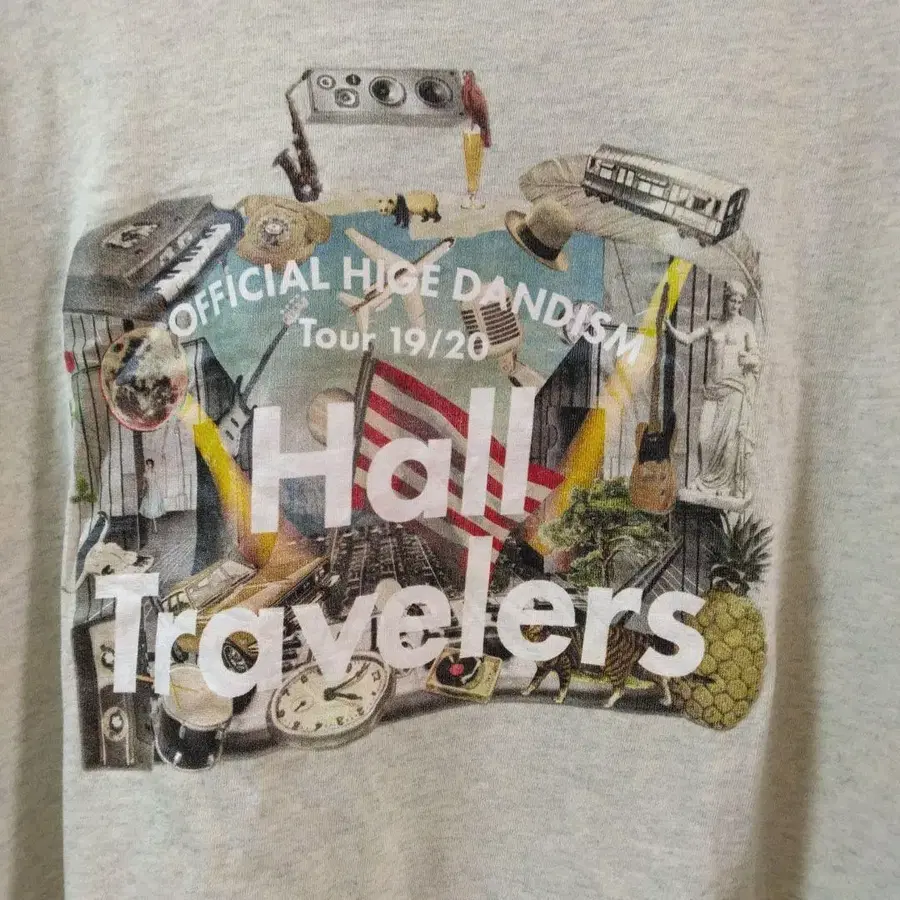 OFFICIAL HIGE DANDISM
Tour 19/20
Hall
Travelers